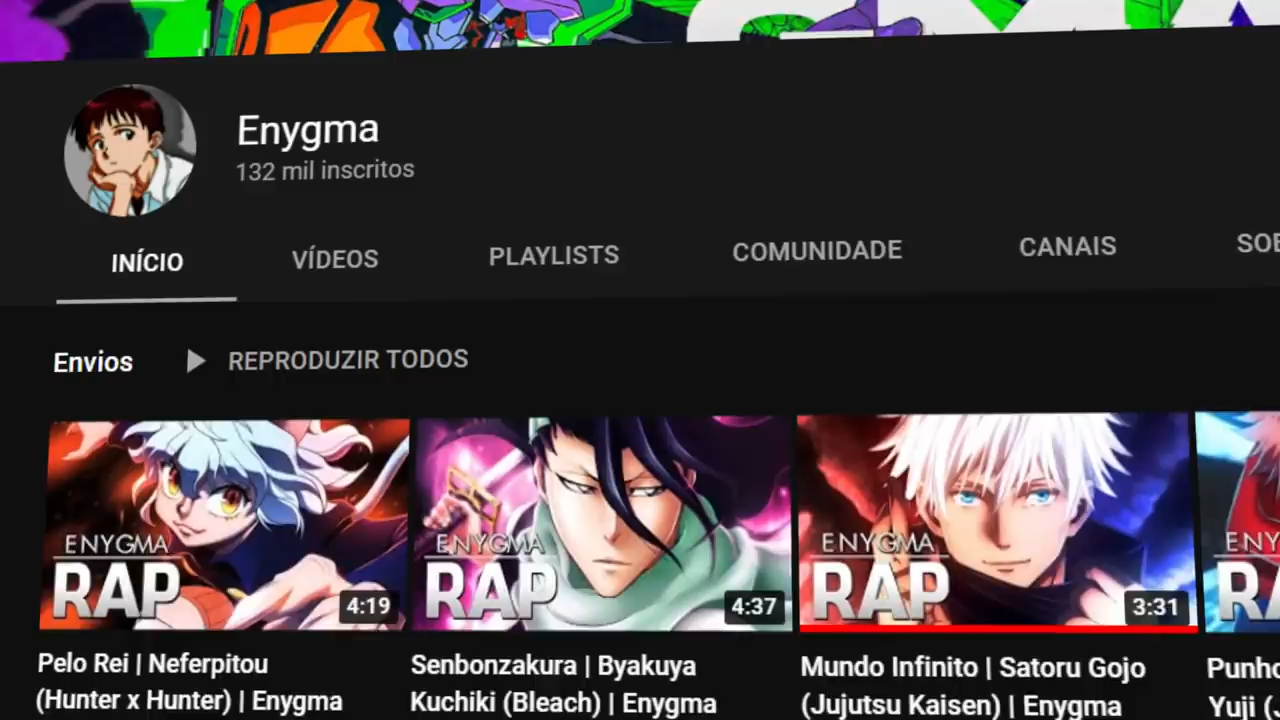 Enygma
132 mil inscritos
INÍCIO VÍDEOS PLAYLISTS COMUNIDADE CANAIS
Envios REPRODUZIR TODOS
ENYGMA ENYGMA ENYGMA
RAP RAP RAP
4:19 4:37 3:31
Pelo Rei | Neferpitou Senbonzakura | Byakuya Mundo Infinito | Satoru Gojo
(Hunter x Hunter) | Enygma Kuchiki (Bleach) | Enygma (Jujutsu Kaisen) | Enygma Yuji